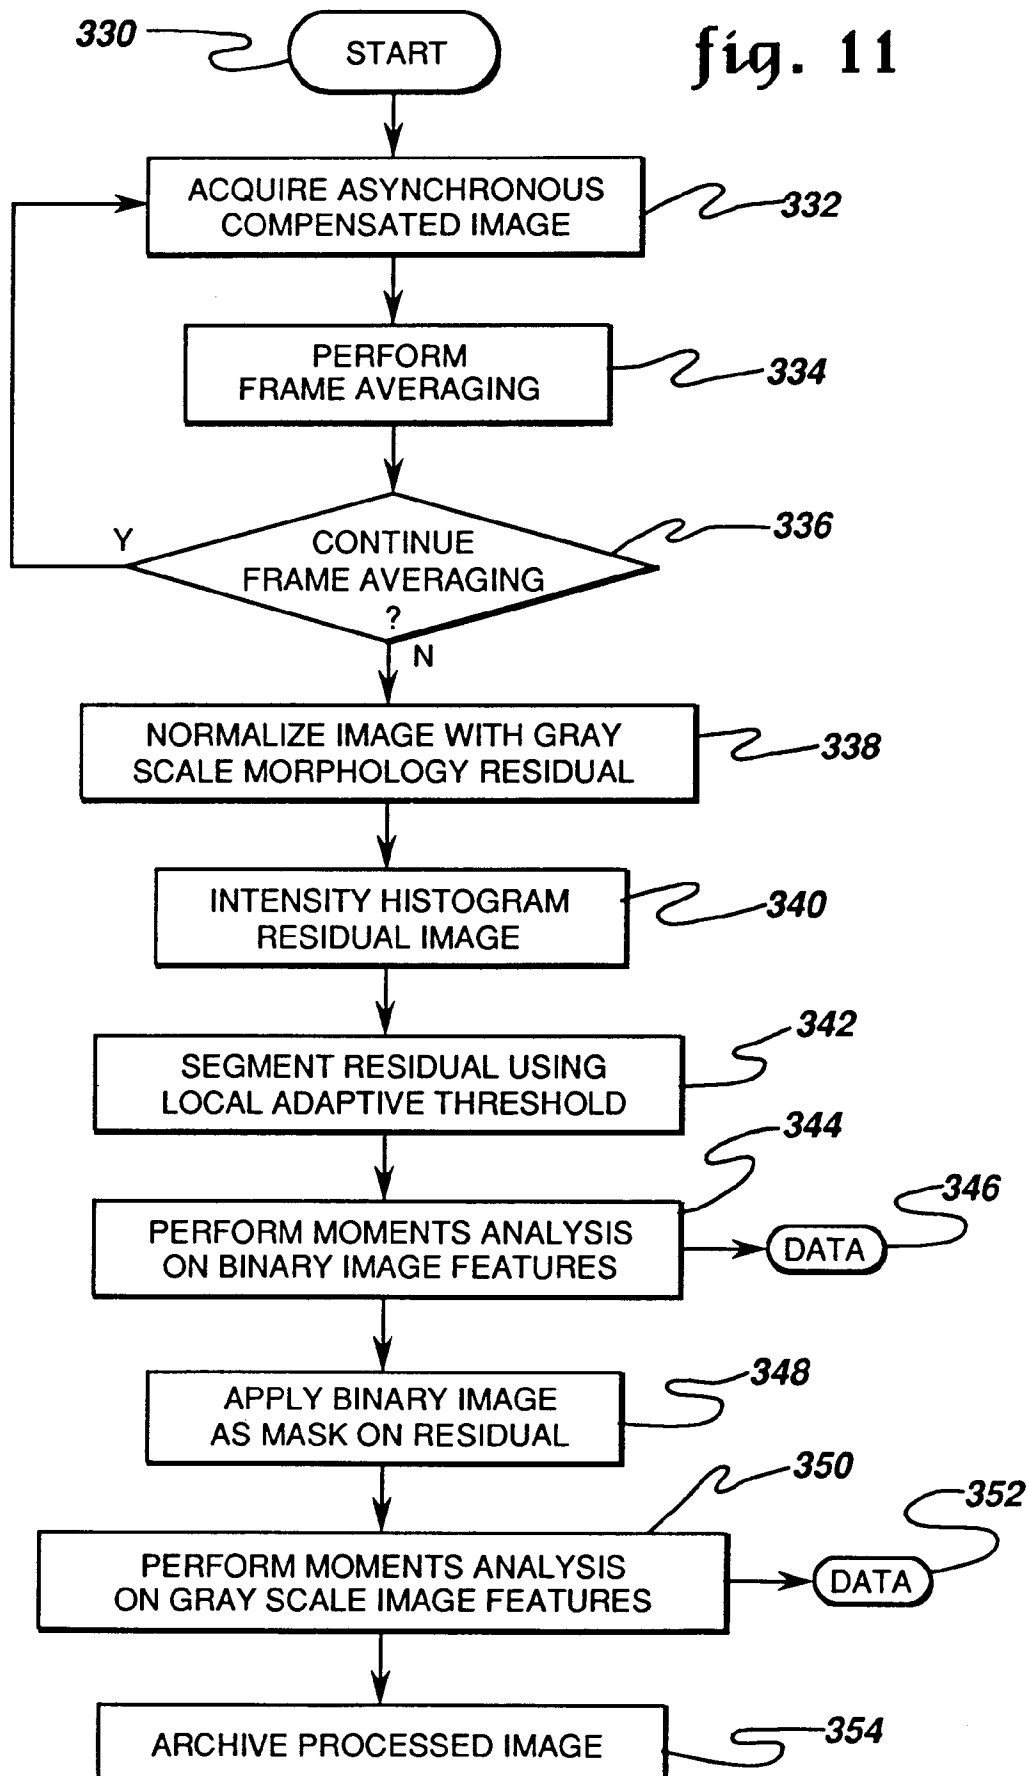 330
START
fig. 11
ACQUIRE ASYNCHRONOUS
COMPENSATED IMAGE
332
PERFORM
FRAME AVERAGING
334
Y
CONTINUE
FRAME AVERAGING
?
336
N
NORMALIZE IMAGE WITH GRAY
SCALE MORPHOLOGY RESIDUAL
338
INTENSITY HISTOGRAM
RESIDUAL IMAGE
340
SEGMENT RESIDUAL USING
LOCAL ADAPTIVE THRESHOLD
342
PERFORM MOMENTS ANALYSIS
ON BINARY IMAGE FEATURES
344
DATA
346
APPLY BINARY IMAGE
AS MASK ON RESIDUAL
348
PERFORM MOMENTS ANALYSIS
ON GRAY SCALE IMAGE FEATURES
350
DATA
352
ARCHIVE PROCESSED IMAGE
354